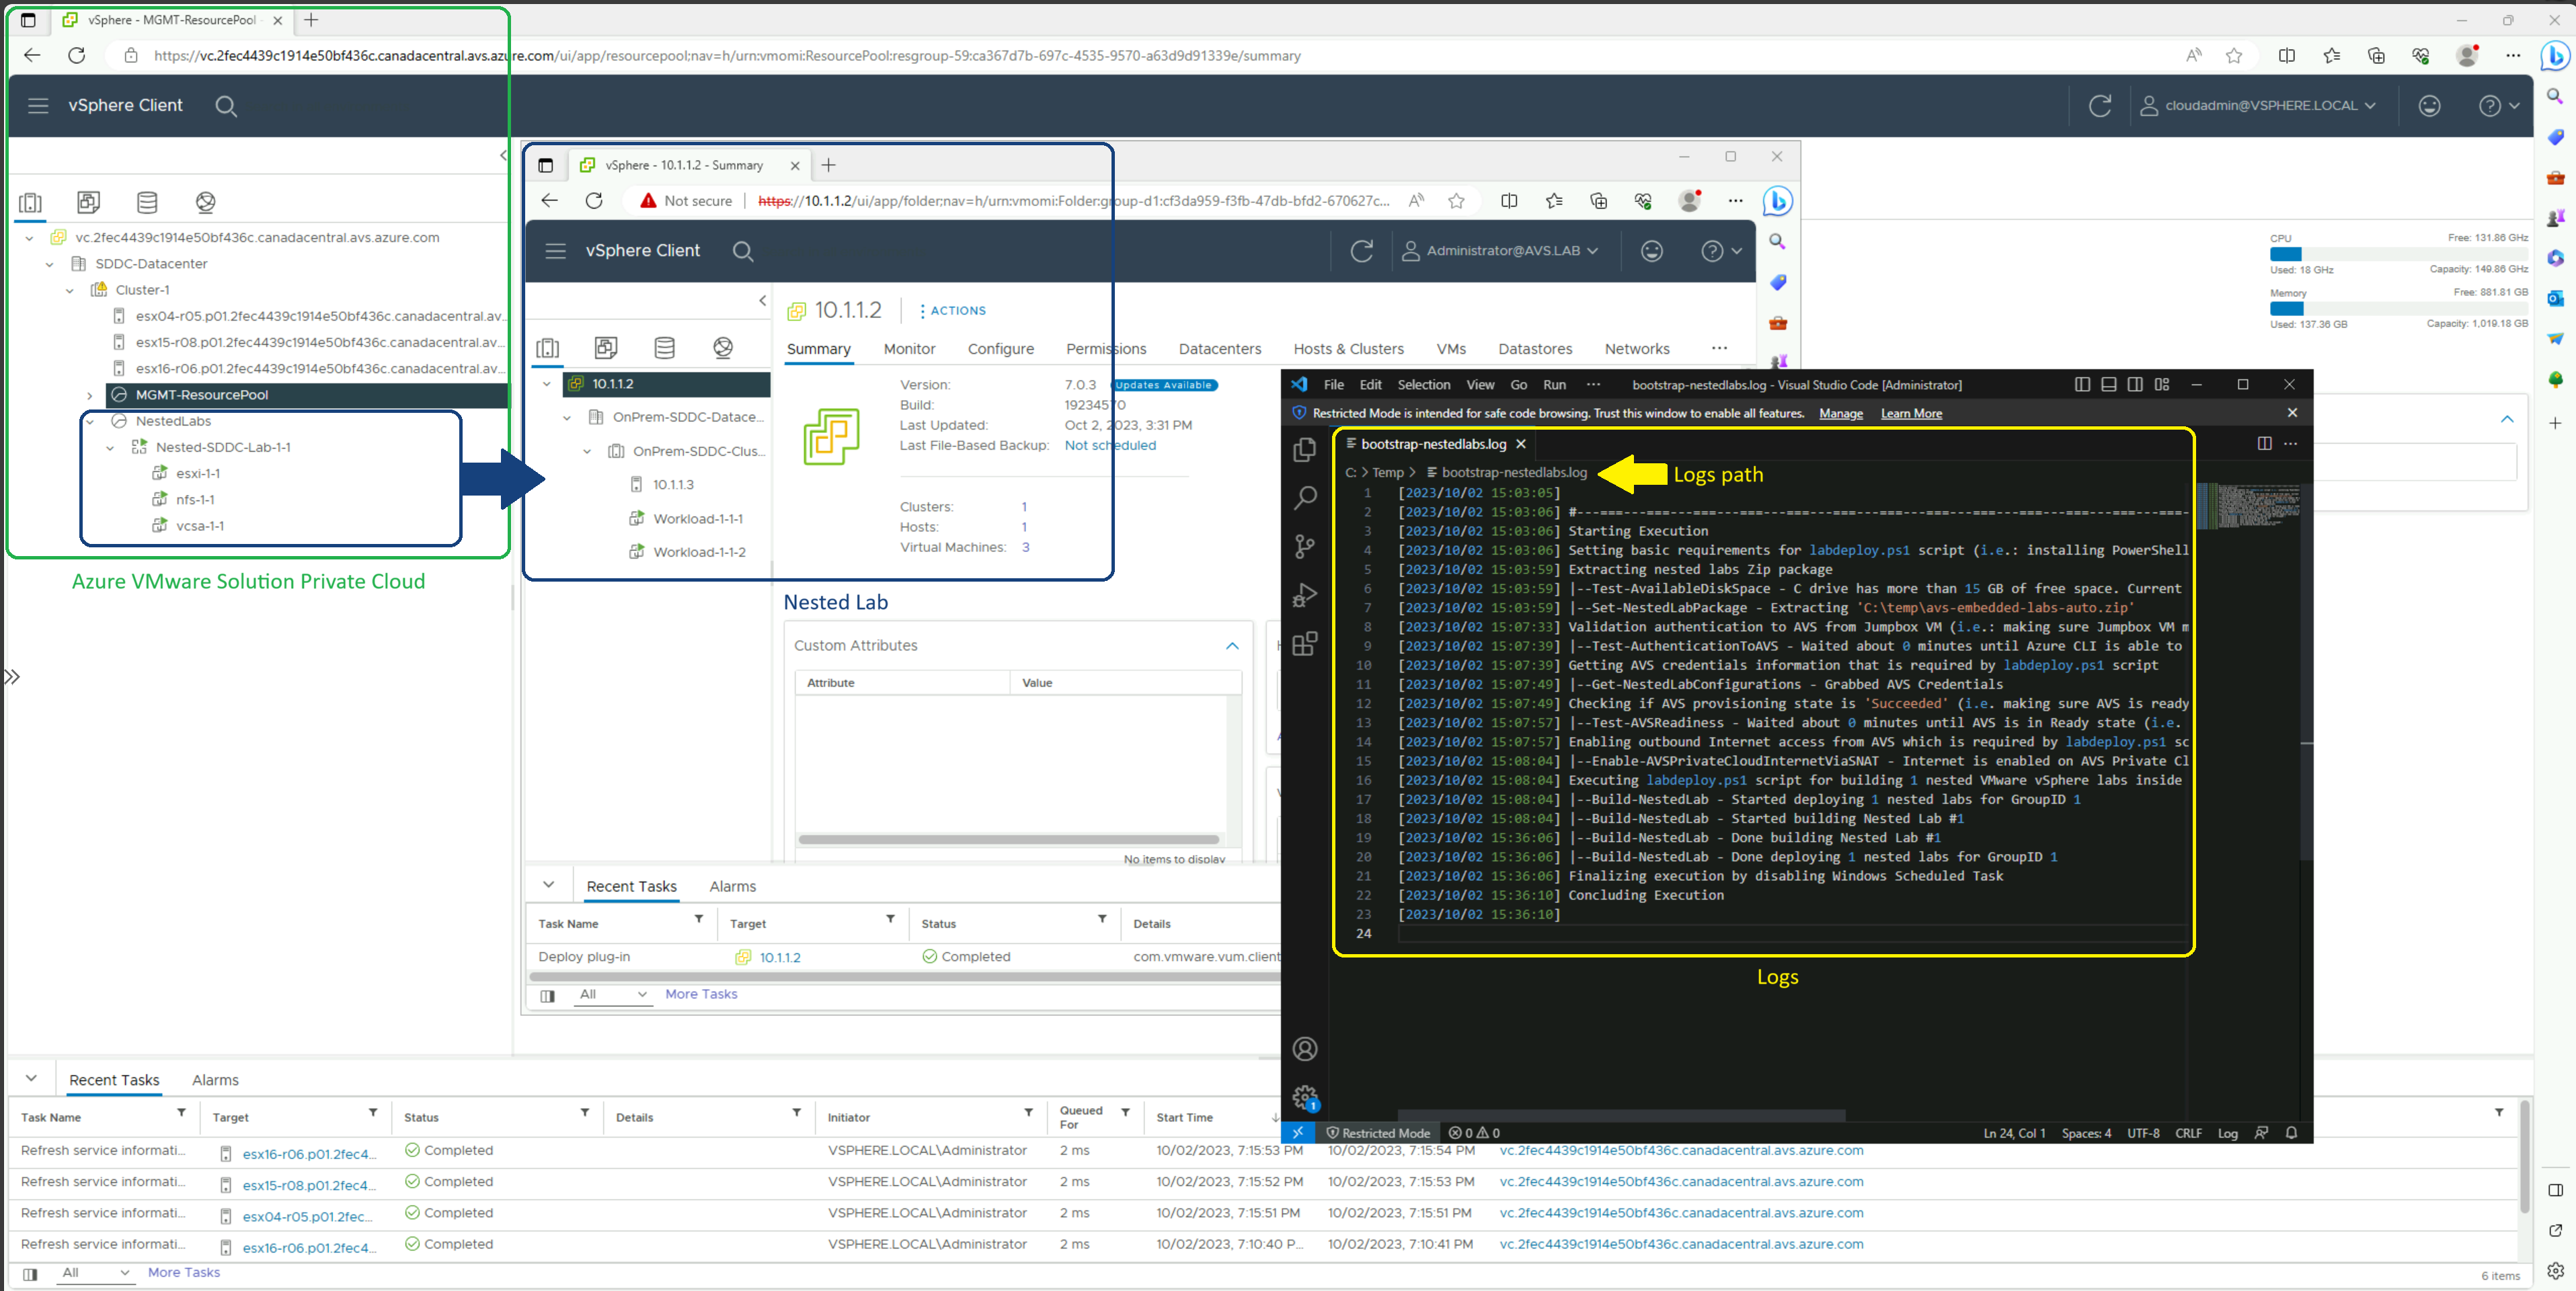 vSphere - MGMT-ResourcePool
https://vc.2fec4439c1914e50bf436c.canadacentral.avs.azure.com/ui/app/resourcepool;nav=h/urn:vmomi:ResourcePool:resgroup-59:ca367d7b-697c-4535-9570-a63d9d91339e/summary
vSphere Client
cloudadmin@VSPHERE.LOCAL
vc.2fec4439c1914e50bf436c.canadacentral.avs.azure.com
SDDC-Datacenter
Cluster-1
esx04-r05.p01.2fec4439c1914e50bf436c.canadacentral.av...
esx15-r08.p01.2fec4439c1914e50bf436c.canadacentral.av...
esx16-r06.p01.2fec4439c1914e50bf436c.canadacentral.av...
MGMT-ResourcePool
NestedLabs
Nested-SDDC-Lab-1-1
esxi-1-1
nfs-1-1
vcsa-1-1
Azure VMware Solution Private Cloud
CPU Free: 131.86 GHz
Used: 18 GHz Capacity: 149.86 GHz
Memory Free: 881.81 GB
Used: 137.36 GB Capacity: 1,019.18 GB
vSphere - 10.1.1.2 - Summary
Not secure https://10.1.1.2/ui/app/folder;nav=h/urn:vmomi:Folder:group-d1:cf3da959-f3fb-47db-bfd2-670627c...
vSphere Client
Administrator@AVS.LAB
10.1.1.2
OnPrem-SDDC-Datace...
OnPrem-SDDC-Clus...
10.1.1.3
Workload-1-1-1
Workload-1-1-2
10.1.1.2 ACTIONS
Summary Monitor Configure Permissions Datacenters Hosts & Clusters VMs Datastores Networks ...
Version: 7.0.3 Updates Available
Build: 19234570
Last Updated: Oct 2, 2023, 3:31 PM
Last File-Based Backup: Not scheduled
Clusters: 1
Hosts: 1
Virtual Machines: 3
Nested Lab
Custom Attributes
Attribute Value
No items to display
Recent Tasks Alarms
Task Name Target Status Details
Deploy plug-in 10.1.1.2 Completed com.vmware.vum.client
All More Tasks
File Edit Selection View Go Run ... bootstrap-nestedlabs.log - Visual Studio Code [Administrator]
Restricted Mode is intended for safe code browsing. Trust this window to enable all features. Manage Learn More
bootstrap-nestedlabs.log
C: > Temp > bootstrap-nestedlabs.log
Logs path
1 [2023/10/02 15:03:05]
2 [2023/10/02 15:03:06] #---===---===---===---===---===---===---===---===---===---===---===---===----
3 [2023/10/02 15:03:06] Starting Execution
4 [2023/10/02 15:03:06] Setting basic requirements for labdeploy.ps1 script (i.e.: installing PowerShell
5 [2023/10/02 15:03:59] Extracting nested labs Zip package
6 [2023/10/02 15:03:59] |--Test-AvailableDiskSpace - C drive has more than 15 GB of free space. Current
7 [2023/10/02 15:03:59] |--Set-NestedLabPackage - Extracting 'C:\temp\avs-embedded-labs-auto.zip'
8 [2023/10/02 15:07:33] Validation authentication to AVS from Jumpbox VM (i.e.: making sure Jumpbox VM m
9 [2023/10/02 15:07:39] |--Test-AuthenticationToAVS - Waited about 0 minutes until Azure CLI is able to
10 [2023/10/02 15:07:39] Getting AVS credentials information that is required by labdeploy.ps1 script
11 [2023/10/02 15:07:49] |--Get-NestedLabConfigurations - Grabbed AVS Credentials
12 [2023/10/02 15:07:49] Checking if AVS provisioning state is 'Succeeded' (i.e. making sure AVS is ready
13 [2023/10/02 15:07:57] |--Test-AVSReadiness - Waited about 0 minutes until AVS is in Ready state (i.e.
14 [2023/10/02 15:07:57] Enabling outbound Internet access from AVS which is required by labdeploy.ps1 sc
15 [2023/10/02 15:08:04] |--Enable-AVSPrivateCloudInternetViaSNAT - Internet is enabled on AVS Private Cl
16 [2023/10/02 15:08:04] Executing labdeploy.ps1 script for building 1 nested VMware vSphere labs inside
17 [2023/10/02 15:08:04] |--Build-NestedLab - Started deploying 1 nested labs for GroupID 1
18 [2023/10/02 15:08:04] |--Build-NestedLab - Started building Nested Lab #1
19 [2023/10/02 15:36:06] |--Build-NestedLab - Done building Nested Lab #1
20 [2023/10/02 15:36:06] |--Build-NestedLab - Done deploying 1 nested labs for GroupID 1
21 [2023/10/02 15:36:06] Finalizing execution by disabling Windows Scheduled Task
22 [2023/10/02 15:36:10] Concluding Execution
23 [2023/10/02 15:36:10]
24
Logs
1
Restricted Mode 0 0 Ln 24, Col 1 Spaces: 4 UTF-8 CRLF Log
Recent Tasks Alarms
Task Name Target Status Details Initiator Queued For Start Time
Refresh service informati... esx16-r06.p01.2fec4... Completed VSPHERE.LOCAL\Administrator 2 ms 10/02/2023, 7:15:53 PM 10/02/2023, 7:15:54 PM vc.2fec4439c1914e50bf436c.canadacentral.avs.azure.com
Refresh service informati... esx15-r08.p01.2fec4... Completed VSPHERE.LOCAL\Administrator 2 ms 10/02/2023, 7:15:52 PM 10/02/2023, 7:15:53 PM vc.2fec4439c1914e50bf436c.canadacentral.avs.azure.com
Refresh service informati... esx04-r05.p01.2fec... Completed VSPHERE.LOCAL\Administrator 2 ms 10/02/2023, 7:15:51 PM 10/02/2023, 7:15:51 PM vc.2fec4439c1914e50bf436c.canadacentral.avs.azure.com
Refresh service informati... esx16-r06.p01.2fec4... Completed VSPHERE.LOCAL\Administrator 2 ms 10/02/2023, 7:10:40 P... 10/02/2023, 7:10:41 PM vc.2fec4439c1914e50bf436c.canadacentral.avs.azure.com
All More Tasks 6 items